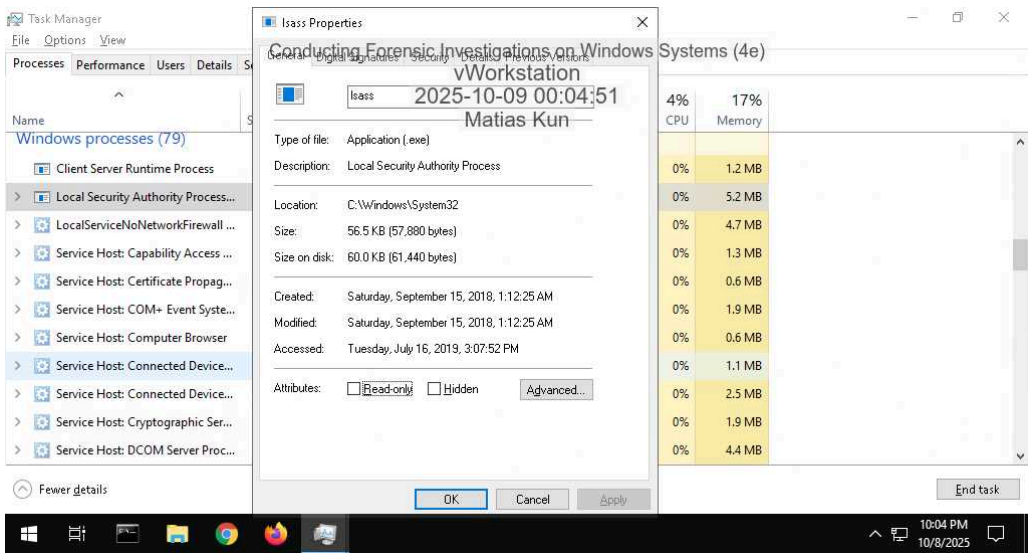 Task Manager
File Options View
Processes Performance Users Details
Name
4% 17%
CPU Memory
Windows processes (79)
Client Server Runtime Process 0% 1.2 MB
Local Security Authority Process... 0% 5.2 MB
LocalServiceNoNetworkFirewall ... 0% 4.7 MB
Service Host: Capability Access ... 0% 1.3 MB
Service Host: Certificate Propag... 0% 0.6 MB
Service Host: COM+ Event Syste... 0% 1.9 MB
Service Host: Computer Browser 0% 0.6 MB
Service Host: Connected Device... 0% 1.1 MB
Service Host: Connected Device... 0% 2.5 MB
Service Host: Cryptographic Ser... 0% 1.9 MB
Service Host: DCOM Server Proc... 0% 4.4 MB
Fewer details
End task
lsass Properties
General Digital Signatures Security Details Previous Versions
Conducting Forensic Investigations on Windows Systems (4e)
vWorkstation
2025-10-09 00:04:51
Matias Kun
lsass
Type of file: Application (.exe)
Description: Local Security Authority Process
Location: C:\Windows\System32
Size: 56.5 KB (57,880 bytes)
Size on disk: 60.0 KB (61,440 bytes)
Created: Saturday, September 15, 2018, 1:12:25 AM
Modified: Saturday, September 15, 2018, 1:12:25 AM
Accessed: Tuesday, July 16, 2019, 3:07:52 PM
Attributes: Read-only Hidden Advanced...
OK Cancel Apply
10:04 PM
10/8/2025